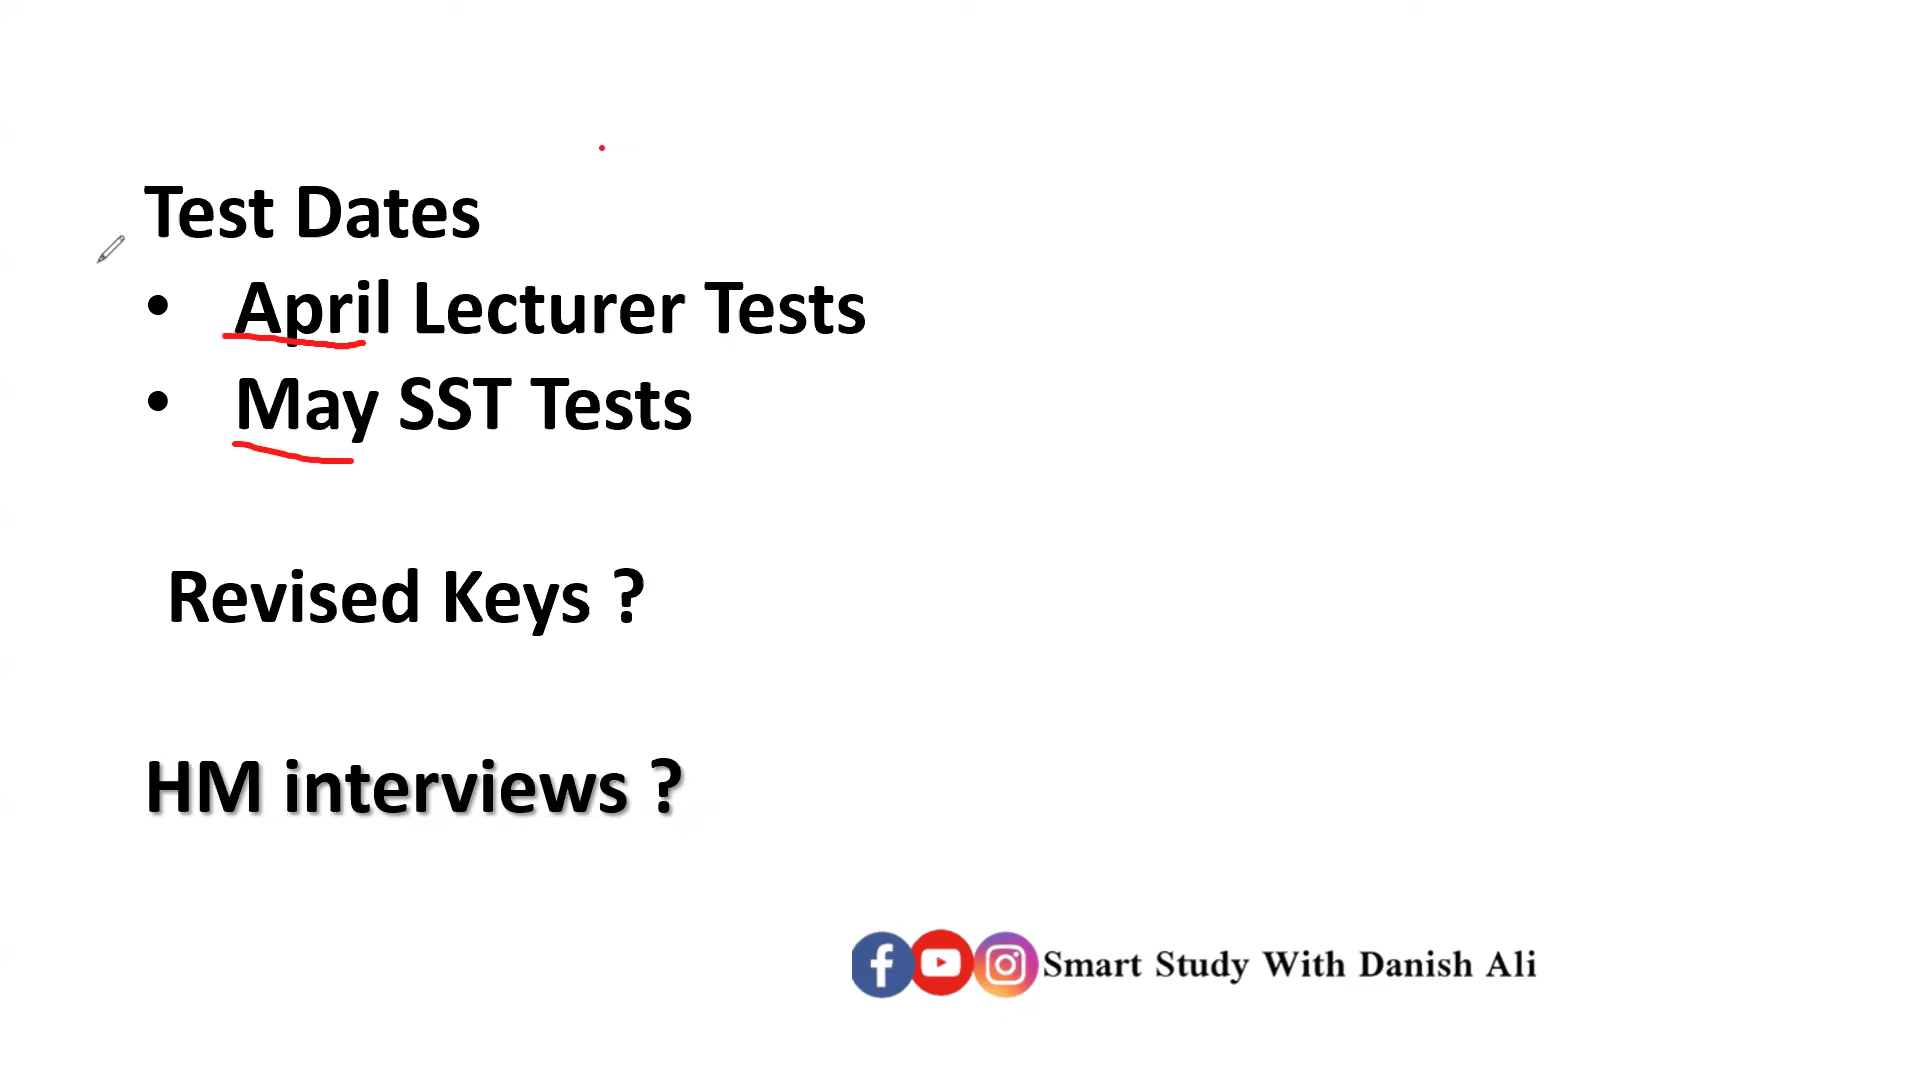 Test Dates
• April Lecturer Tests
• May SST Tests
Revised Keys ?
HM interviews ?
Smart Study With Danish Ali